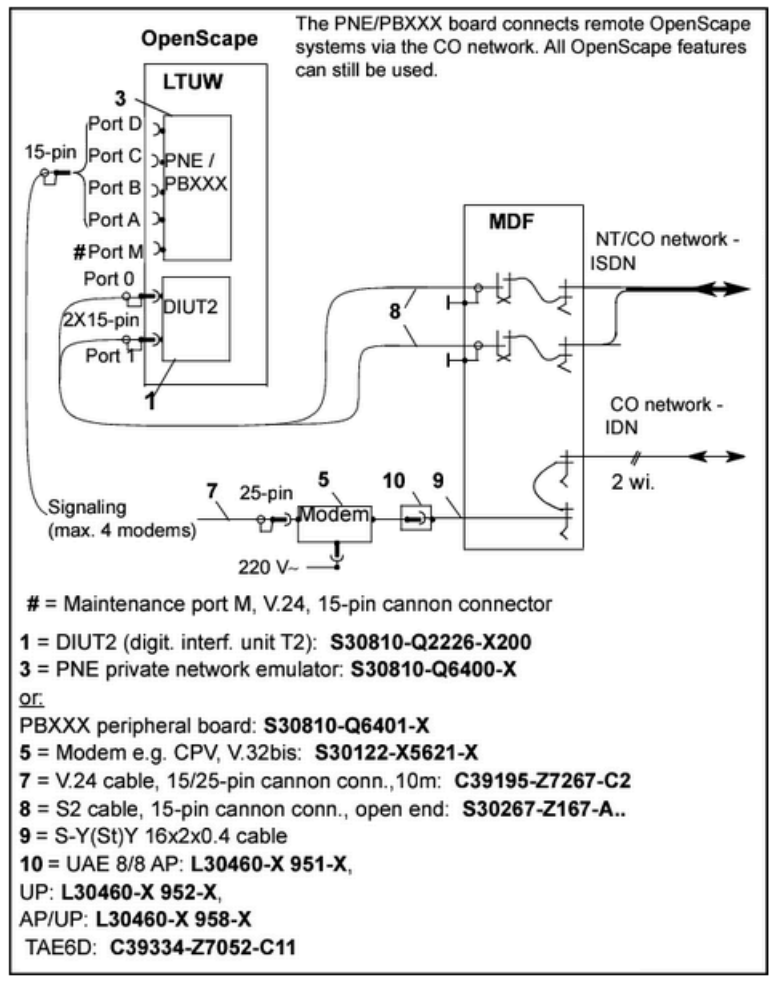 The PNE/PBXXX board connects remote OpenScape
systems via the CO network. All OpenScape features
can still be used.
OpenScape
LTUW
3
Port D
15-pin
Port C
PNE /
Port B
PBXXX
Port A
#Port M
Port 0
DIUT2
2X15-pin
Port 1
1
MDF
NT/CO network -
ISDN
8
CO network -
IDN
2 wi.
Signaling
(max. 4 modems)
7
25-pin
5
Modem
10
9
220 V~
# = Maintenance port M, V.24, 15-pin cannon connector
1 = DIUT2 (digit. interf. unit T2): S30810-Q2226-X200
3 = PNE private network emulator: S30810-Q6400-X
or:
PBXXX peripheral board: S30810-Q6401-X
5 = Modem e.g. CPV, V.32bis: S30122-X5621-X
7 = V.24 cable, 15/25-pin cannon conn.,10m: C39195-Z7267-C2
8 = S2 cable, 15-pin cannon conn., open end: S30267-Z167-A..
9 = S-Y(St)Y 16x2x0.4 cable
10 = UAE 8/8 AP: L30460-X 951-X,
UP: L30460-X 952-X,
AP/UP: L30460-X 958-X
TAE6D: C39334-Z7052-C11